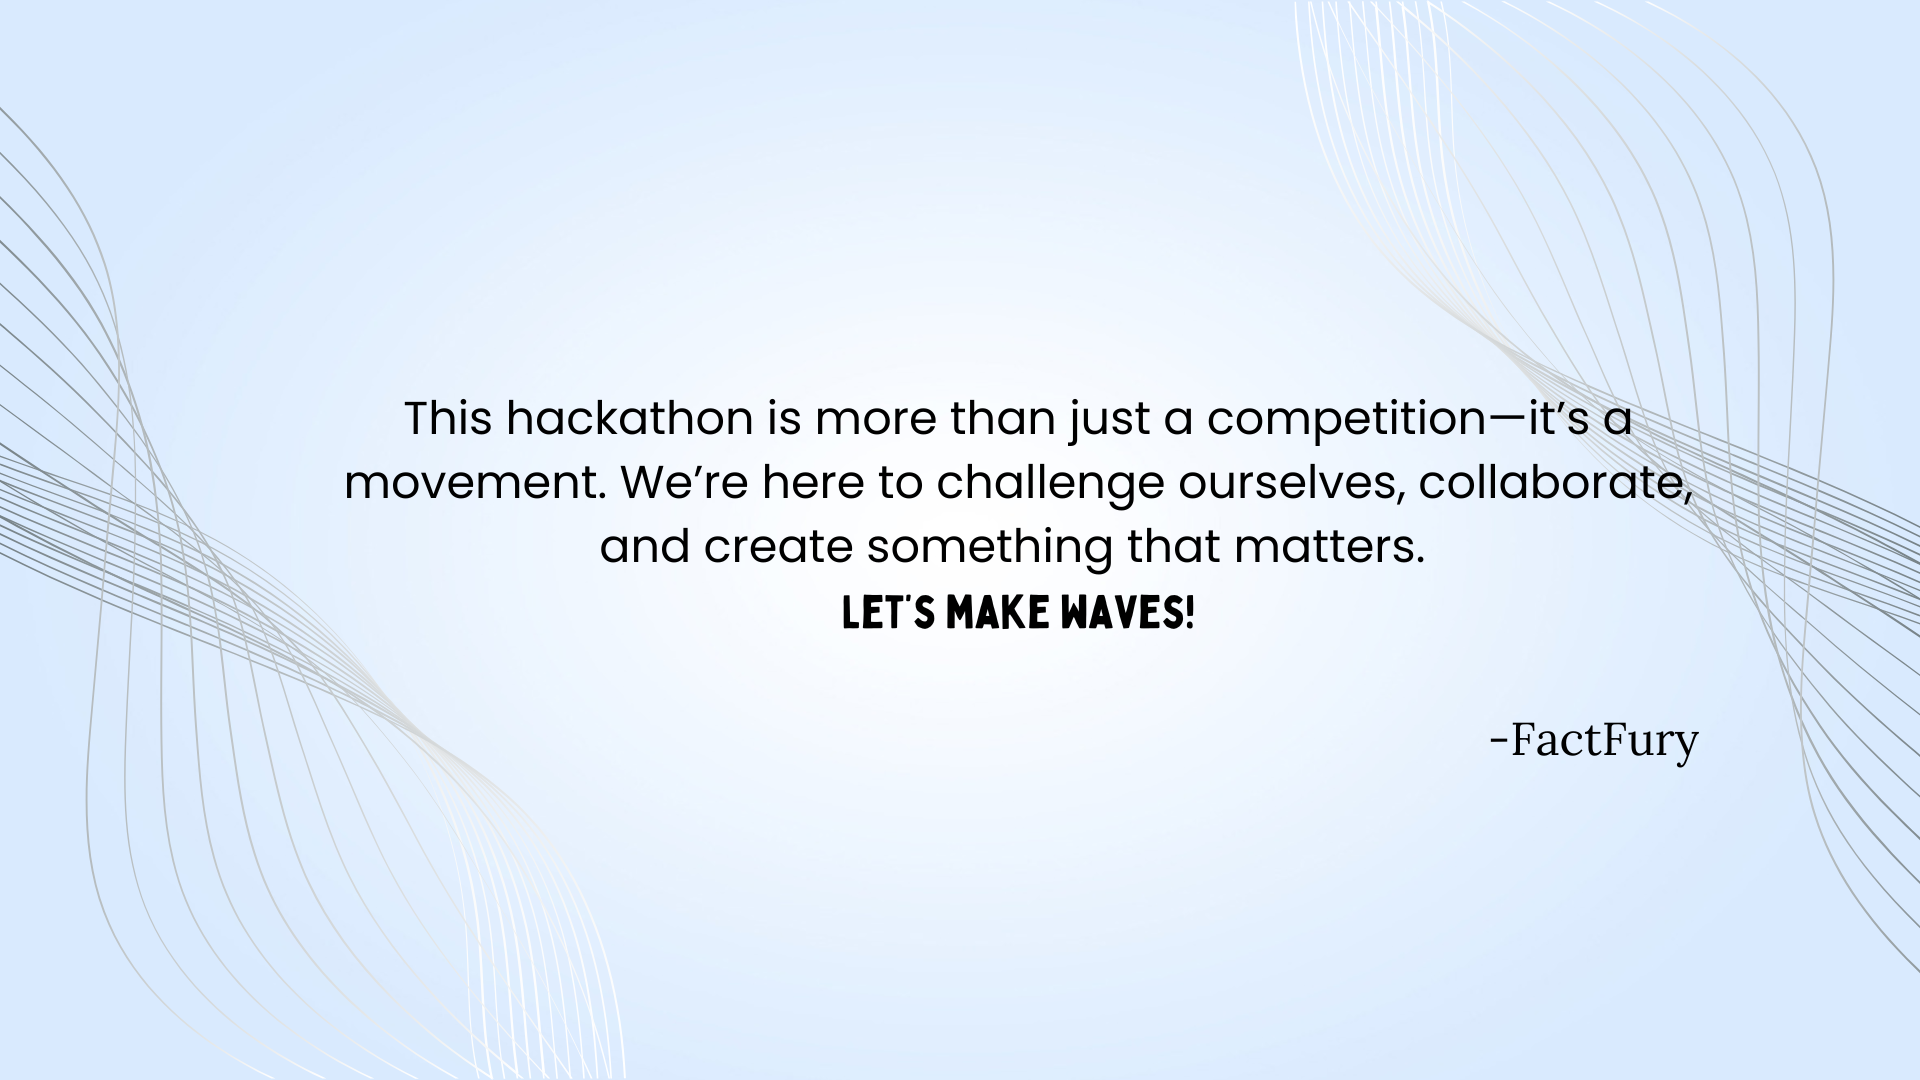 This hackathon is more than just a competition—it’s a
movement. We’re here to challenge ourselves, collaborate,
and create something that matters.
LET'S MAKE WAVES!
-FactFury